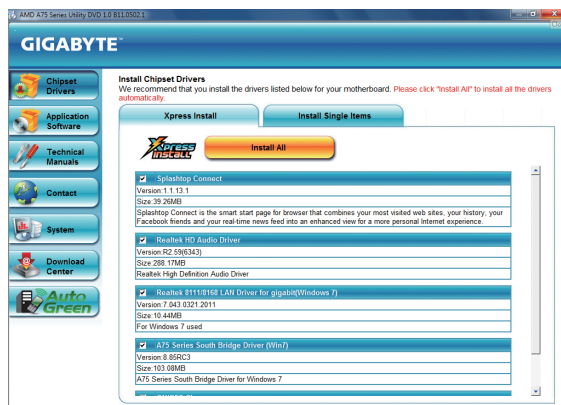 AMD A75 Series Utility DVD 1.0 B11.0502.1
Clo
GIGABYTE™
Chipset
Drivers
Application
Software
Technical
Manuals
Contact
System
Download
Center
Auto
Green
Install Chipset Drivers
We recommend that you install the drivers listed below for your motherboard. Please click "Install All" to install all the drivers
automatically.
Xpress Install
Install Single Items
Xpress
Install
Install All
Splashtop Connect
Version:1.1.13.1
Size:39.26MB
Splashtop Connect is the smart start page for browser that combines your most visited web sites, your history, your
Facebook friends and your real-time news feed into an enhanced view for a more personal Internet experience.
Realtek HD Audio Driver
Version:R2.59(6343)
Size:288.17MB
Realtek High Definition Audio Driver
Realtek 8111/8168 LAN Driver for gigabit(Windows 7)
Version:7.043.0321.2011
Size:10.44MB
For Windows 7 used
A75 Series South Bridge Driver (Win7)
Version:8.85RC3
Size:103.08MB
A75 Series South Bridge Driver for Windows 7